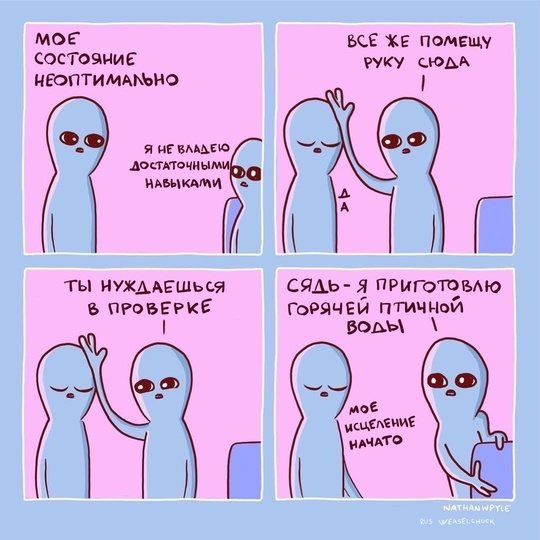 МОЕ
СОСТОЯНИЕ
НЕОПТИМАЛЬНО
Я НЕ ВЛАДЕЮ
ДОСТАТОЧНЫМИ
НАВЫКАМИ
ВСЕ ЖЕ ПОМЕЩУ
РУКУ СЮДА
ДА
ТЫ НУЖДАЕШЬСЯ
В ПРОВЕРКЕ
СЯДЬ - Я ПРИГОТОВЛЮ
ГОРЯЧЕЙ ПТИЧНОЙ
ВОДЫ
МОЕ
ИСЦЕЛЕНИЕ
НАЧАТО
NATHANWPYLE
RUS WEASELCHUCK